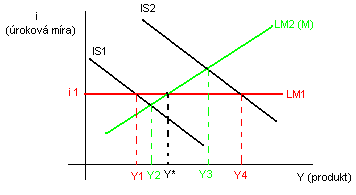 i
(úroková míra)
IS2
LM2 (M)
IS1
i 1
LM1
Y1 Y2 Y* Y3 Y4
Y (produkt)